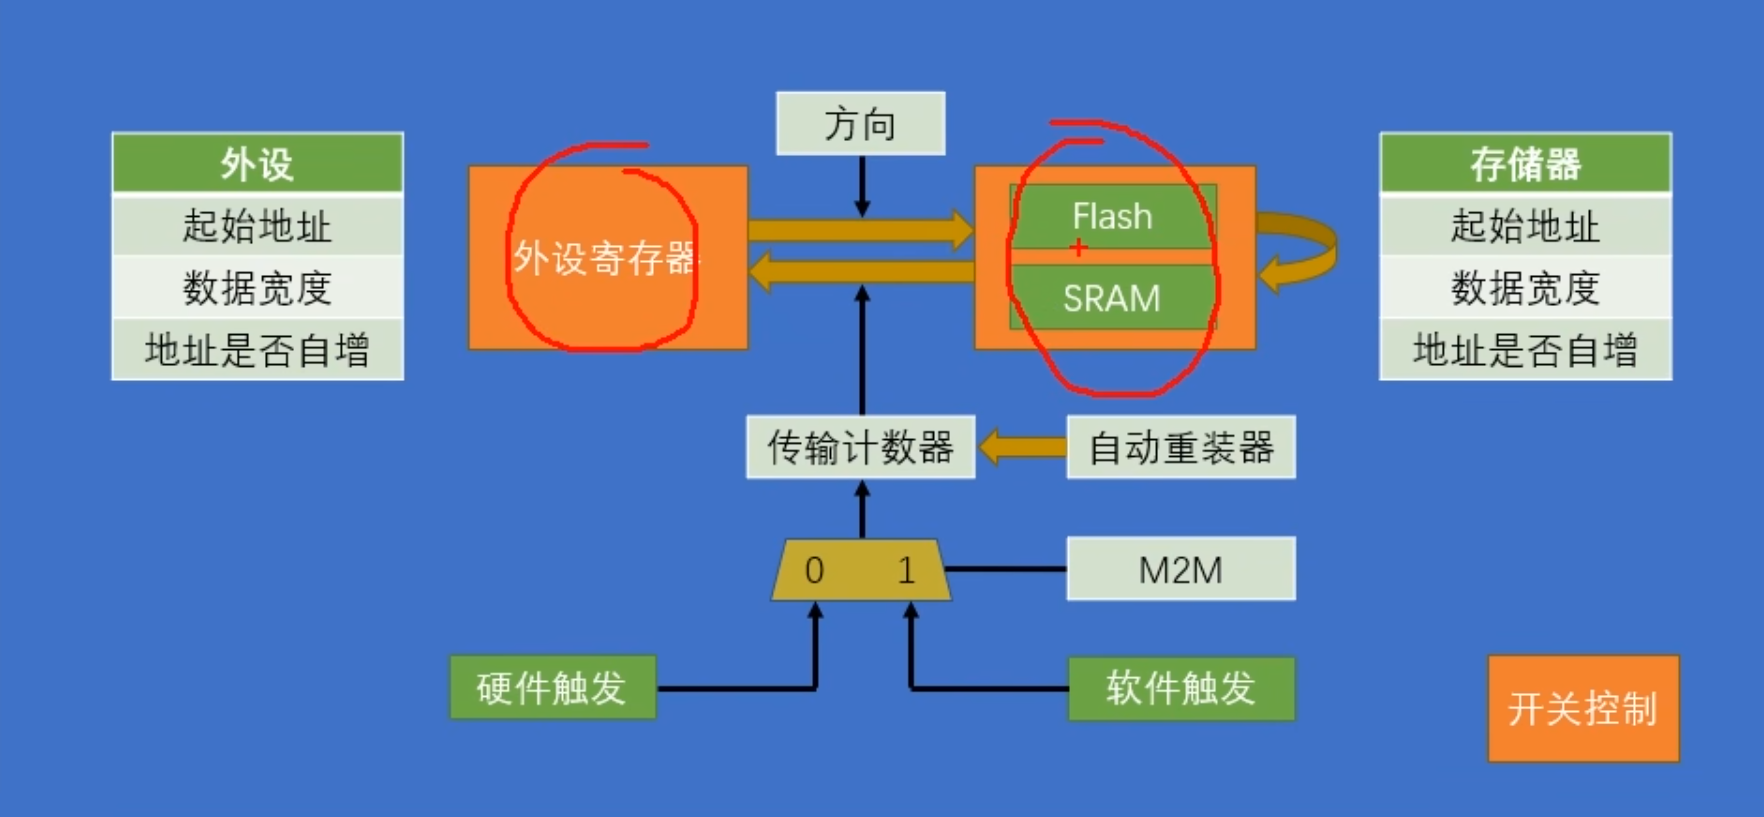 方向
外设
起始地址
数据宽度
地址是否自增
外设寄存器
Flash
SRAM
存储器
起始地址
数据宽度
地址是否自增
传输计数器
自动重装器
0 1
M2M
硬件触发
软件触发
开关控制